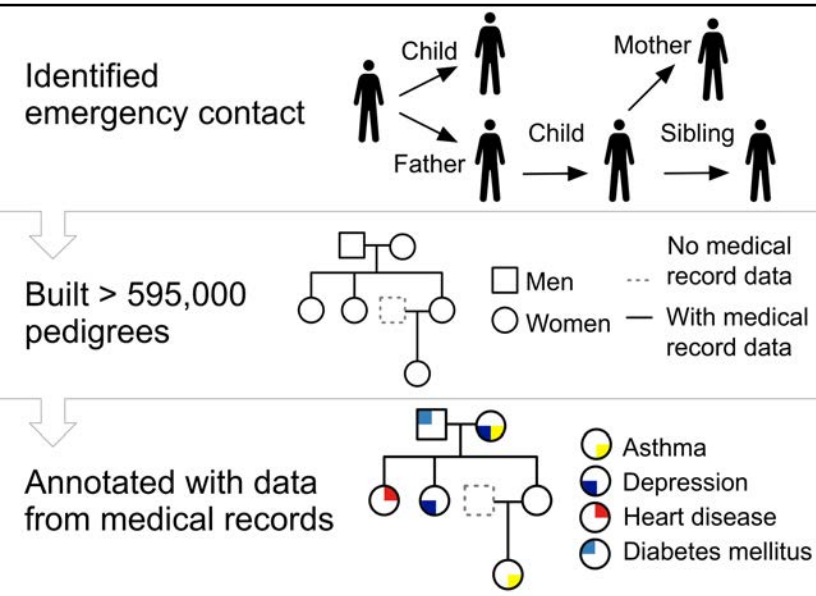 Identified
emergency contact
Child
Father
Child
Mother
Sibling
Built > 595,000
pedigrees
Men
Women
No medical
record data
With medical
record data
Annotated with data
from medical records
Asthma
Depression
Heart disease
Diabetes mellitus